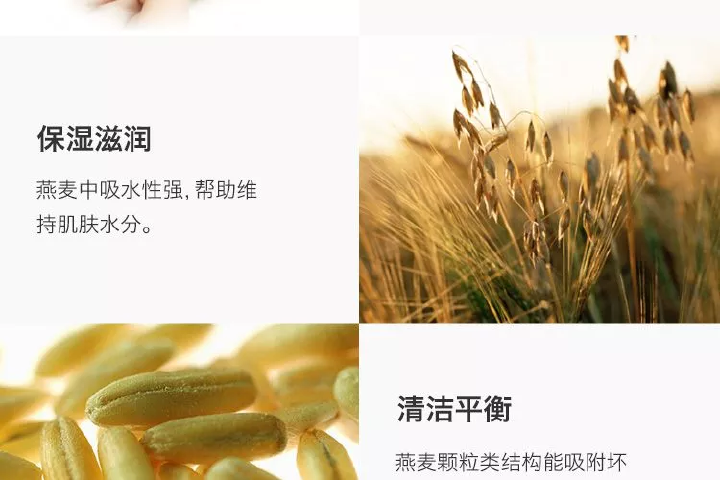 保湿滋润
燕麦中吸水性强, 帮助维
持肌肤水分。
清洁平衡
燕麦颗粒类结构能吸附坏